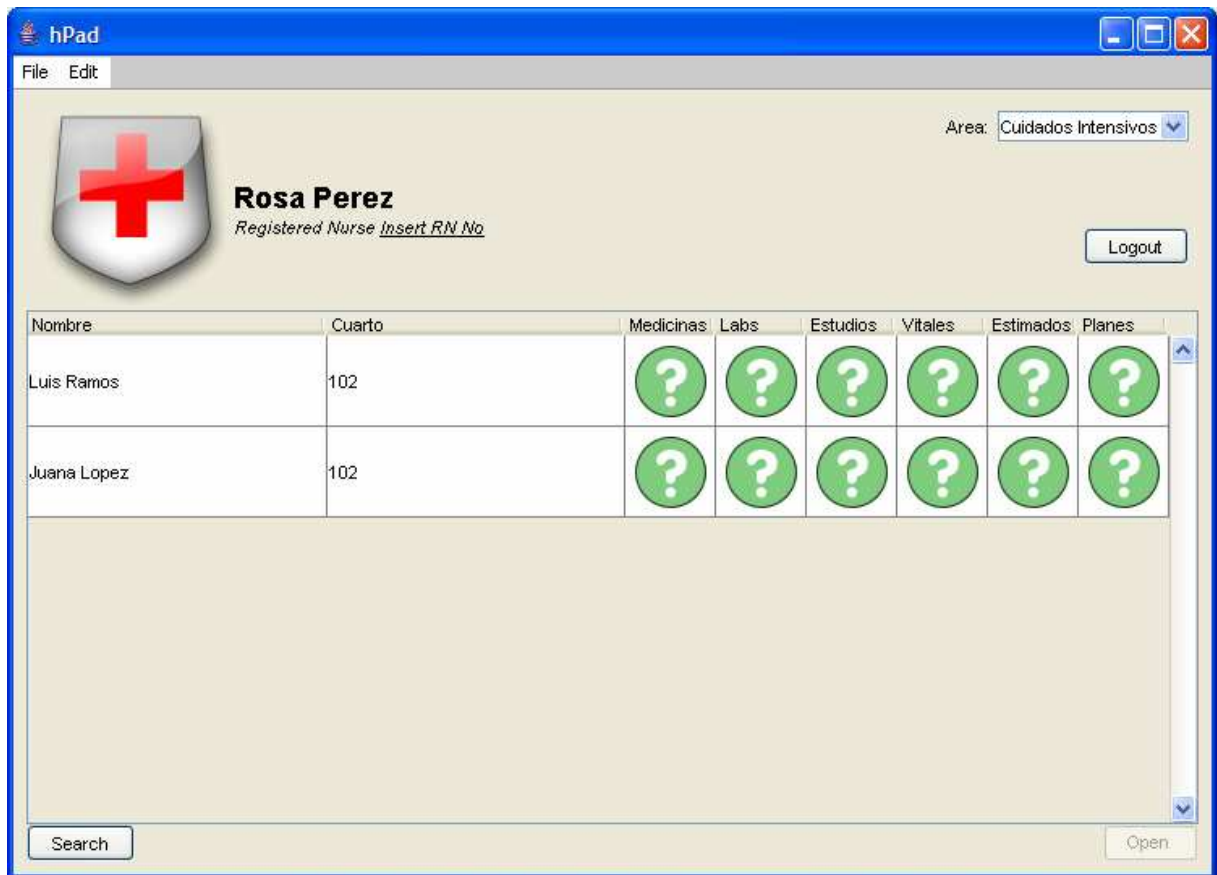 hPad
File Edit
Area: Cuidados Intensivos
Rosa Perez
Registered Nurse Insert RN No
Logout
Nombre Cuarto Medicinas Labs Estudios Vitales Estimados Planes
Luis Ramos 102 ? ? ? ? ? ?
Juana Lopez 102 ? ? ? ? ? ?
Search Open